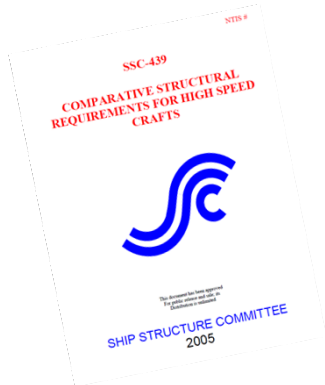 NTIS #
SSC-439
COMPARATIVE STRUCTURAL
REQUIREMENTS FOR HIGH SPEED
CRAFTS
This document has been approved
For public release and sale; its
Distribution is unlimited
SHIP STRUCTURE COMMITTEE
2005